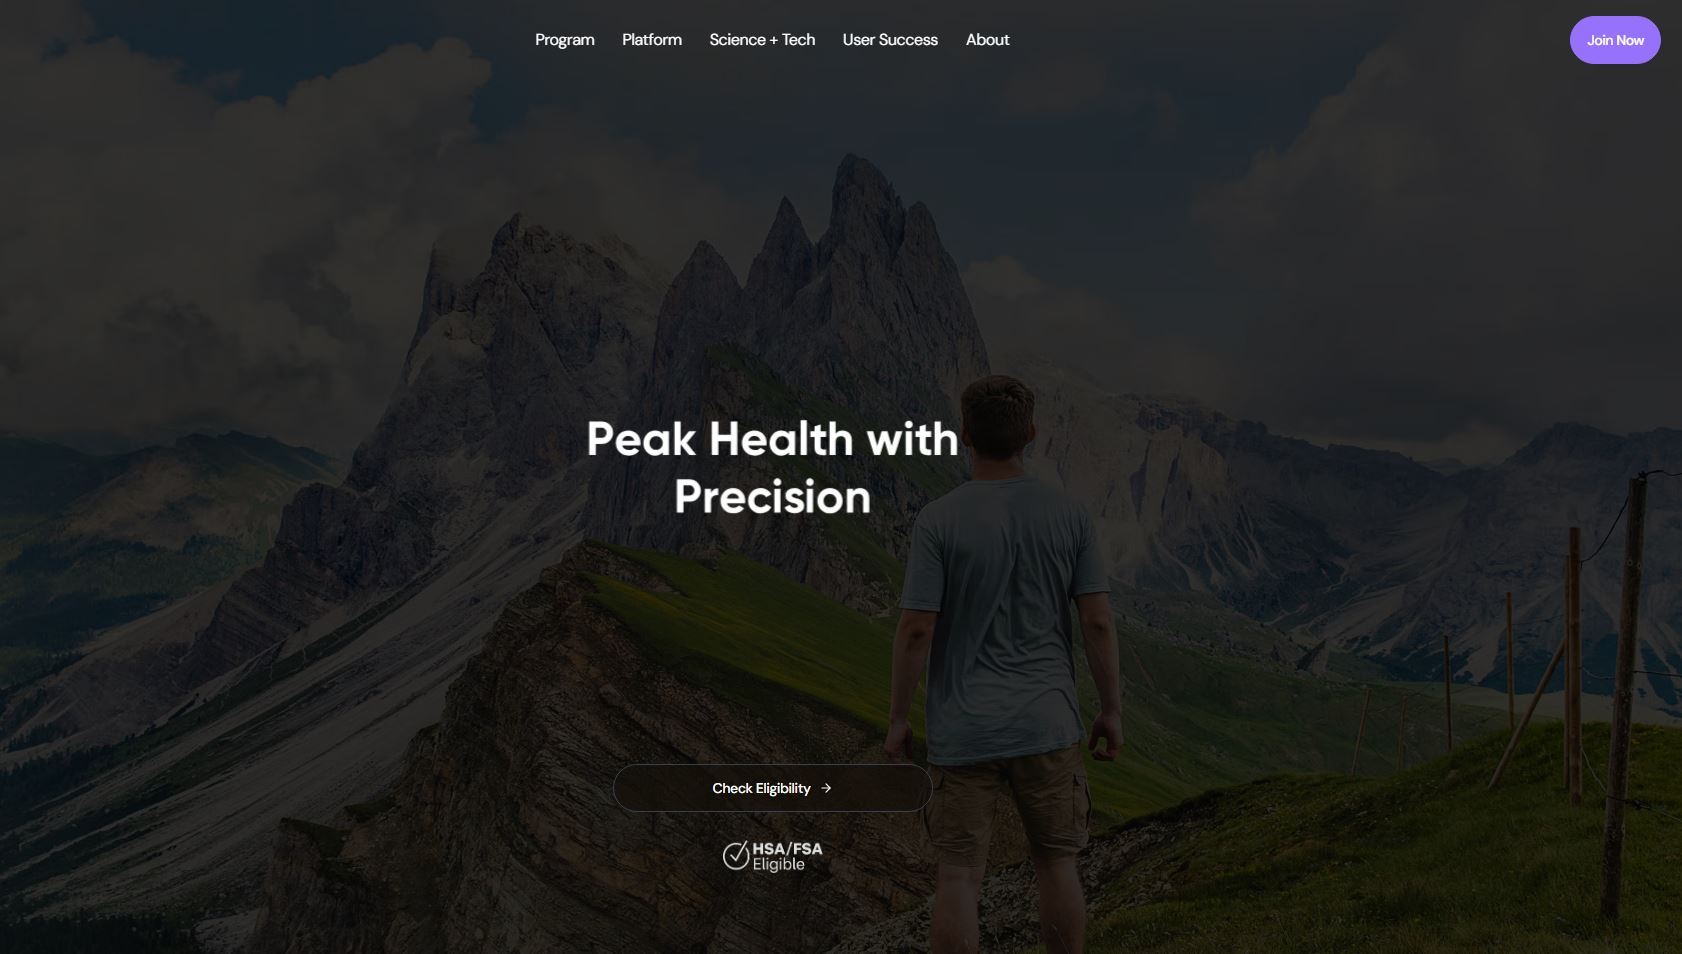 Program
Platform
Science + Tech
User Success
About
Join Now
Peak Health with
Precision
Check Eligibility →
HSA/FSA
Eligible